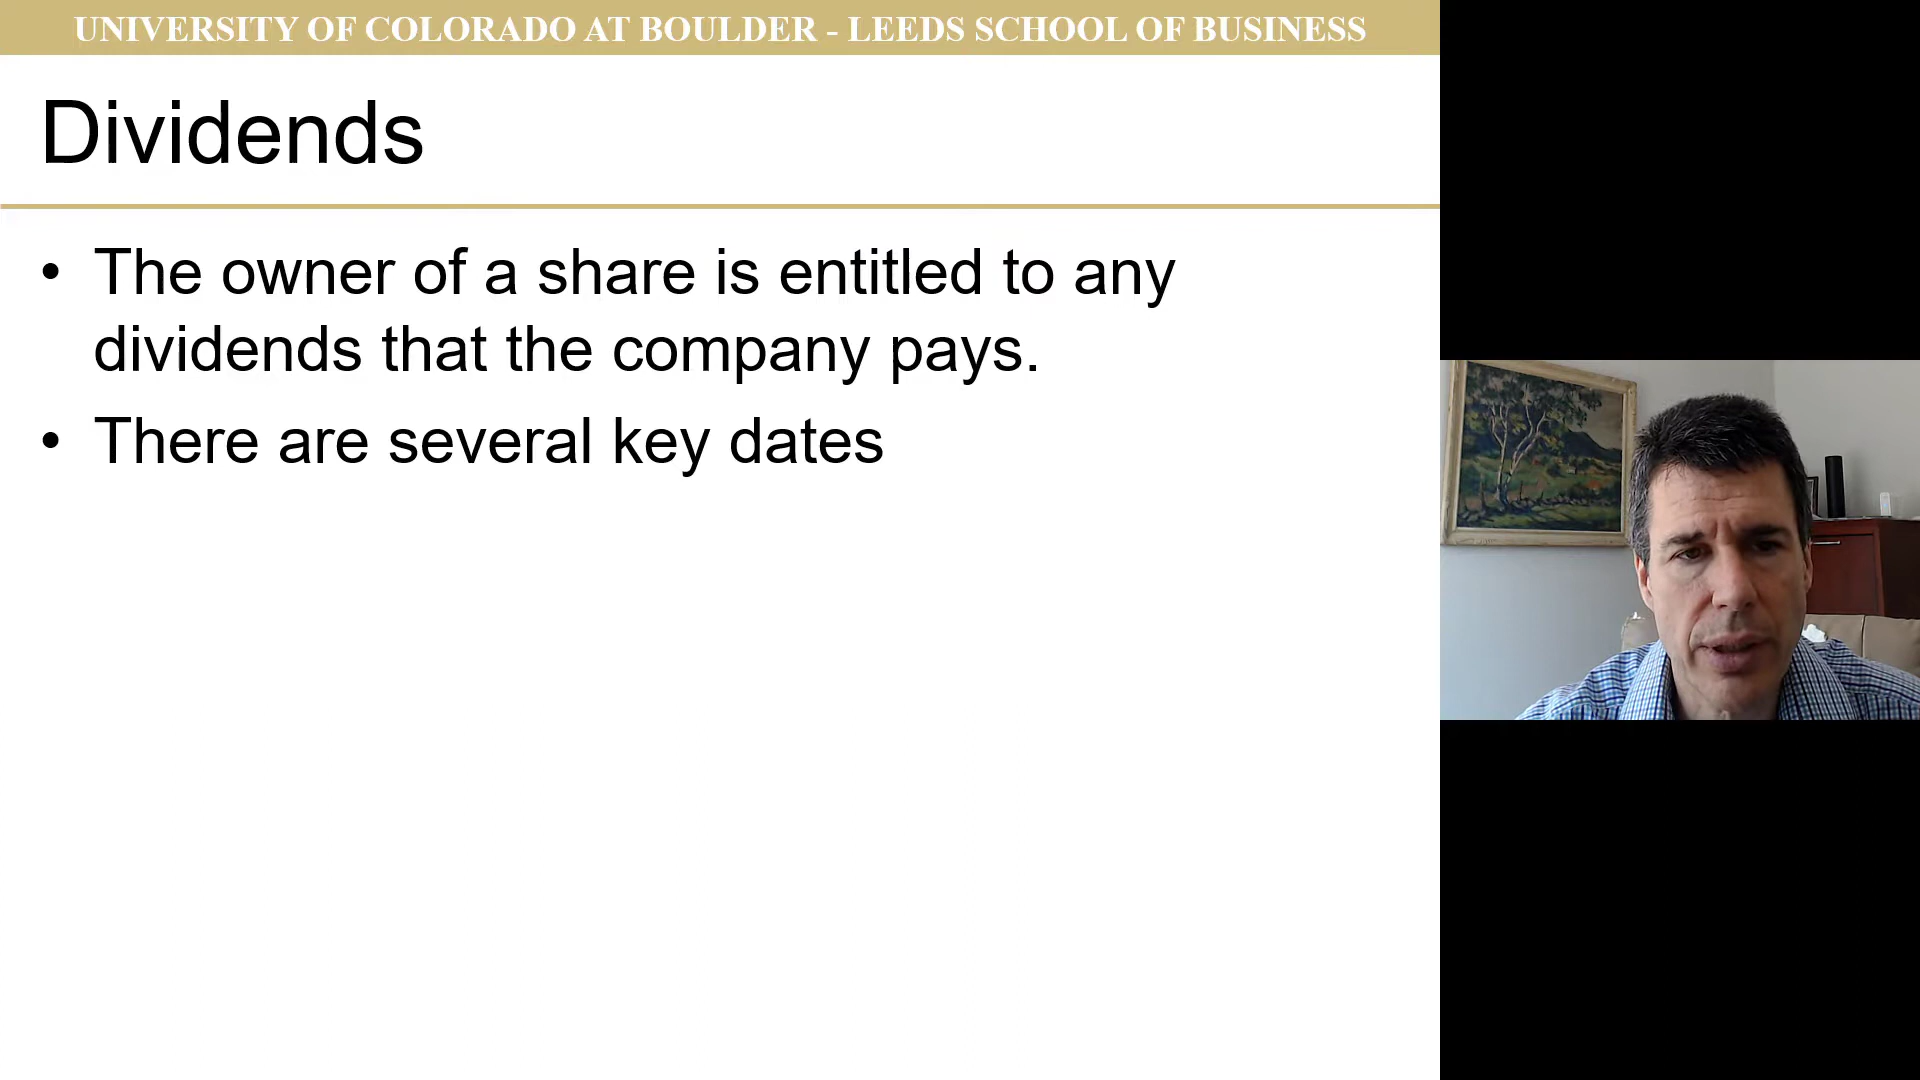 UNIVERSITY OF COLORADO AT BOULDER - LEEDS SCHOOL OF BUSINESS
Dividends
• The owner of a share is entitled to any
dividends that the company pays.
• There are several key dates